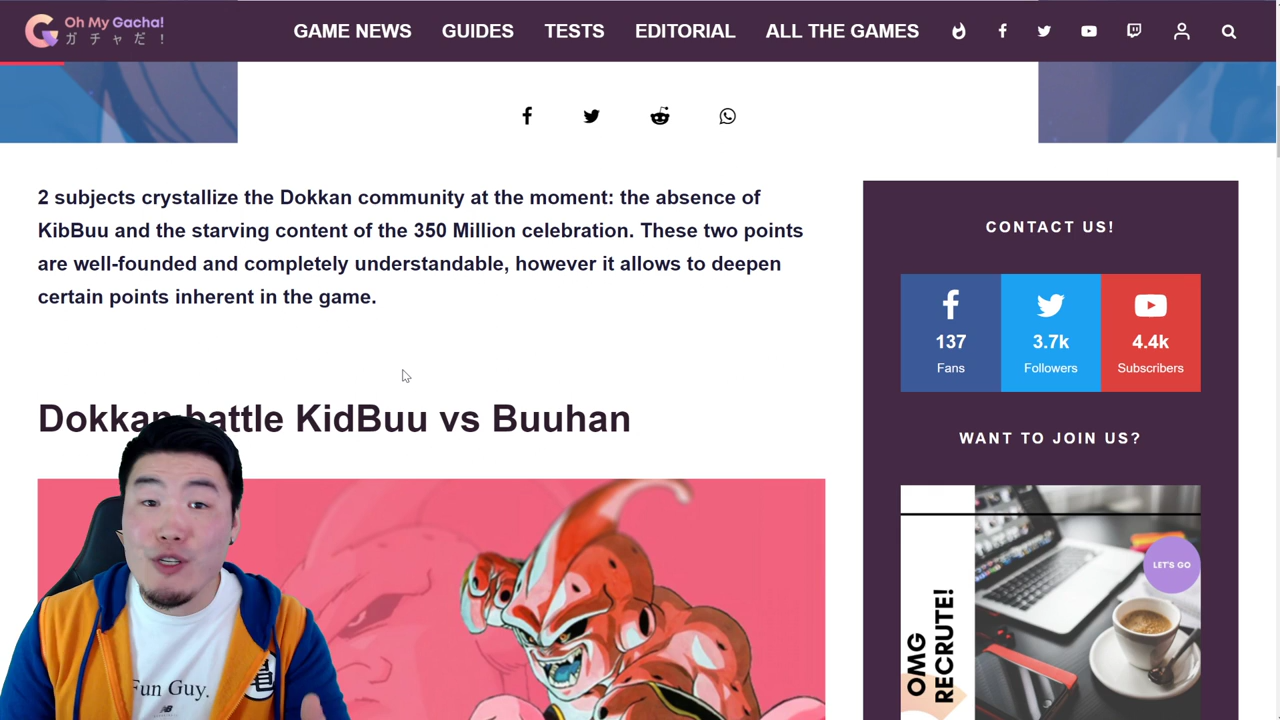 Oh My Gacha!
ガチャだ!
GAME NEWS
GUIDES
TESTS
EDITORIAL
ALL THE GAMES
2 subjects crystallize the Dokkan community at the moment: the absence of
KibBuu and the starving content of the 350 Million celebration. These two points
are well-founded and completely understandable, however it allows to deepen
certain points inherent in the game.
Dokkan battle KidBuu vs Buuhan
CONTACT US!
137
Fans
3.7k
Followers
4.4k
Subscribers
WANT TO JOIN US?
LET'S GO
OMG
RECRUTE!
Fun Guy.
亀